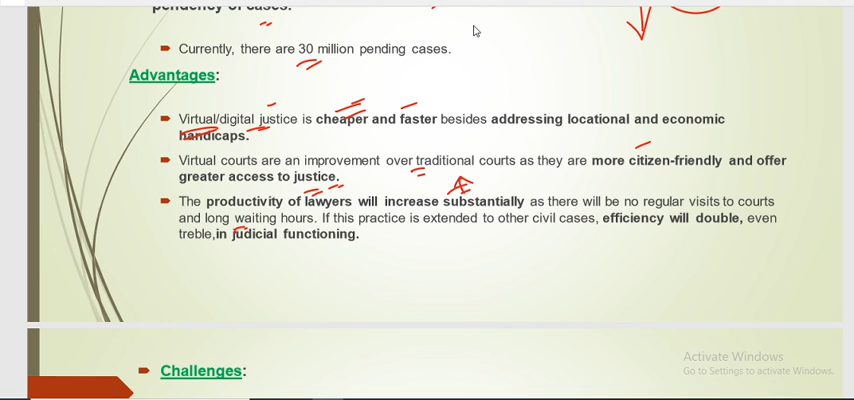 pendency of cases.
Currently, there are 30 million pending cases.
Advantages:
Virtual/digital justice is cheaper and faster besides addressing locational and economic
handicaps.
Virtual courts are an improvement over traditional courts as they are more citizen-friendly and offer
greater access to justice.
The productivity of lawyers will increase substantially as there will be no regular visits to courts
and long waiting hours. If this practice is extended to other civil cases, efficiency will double, even
treble,in judicial functioning.
Challenges:
Activate Windows
Go to Settings to activate Windows.